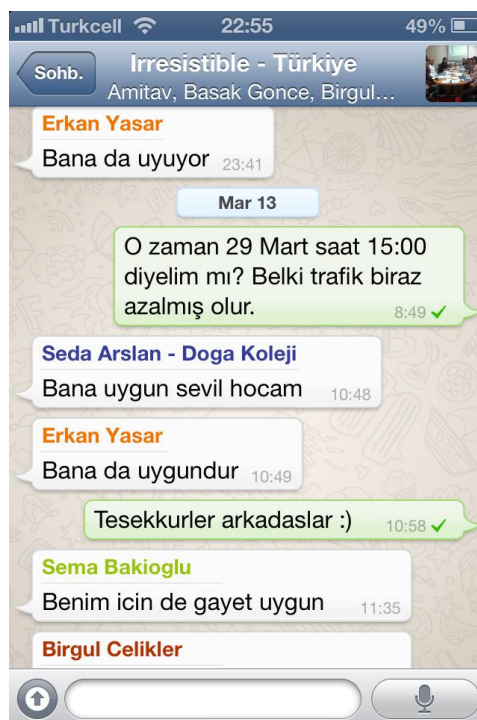 Turkcell 22:55 49%
Sohb.
Irresistible - Türkiye
Amitav, Basak Gonce, Birgul...
Erkan Yasar
Bana da uyuyor 23:41
Mar 13
O zaman 29 Mart saat 15:00
diyelim mı? Belki trafik biraz
azalmış olur.
8:49
Seda Arslan - Doga Koleji
Bana uygun sevil hocam 10:48
Erkan Yasar
Bana da uygundur 10:49
Tesekkurler arkadaslar :) 10:58
Sema Bakioglu
Benim icin de gayet uygun 11:35
Birgul Celikler